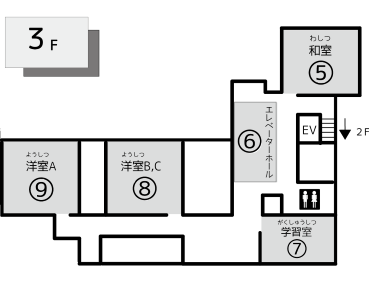 3 F
わしつ
和室
⑤
エレベーターホール
⑥
EV
2F
ようしつ
洋室A
⑨
ようしつ
洋室B,C
⑧
がくしゅうしつ
学習室
⑦